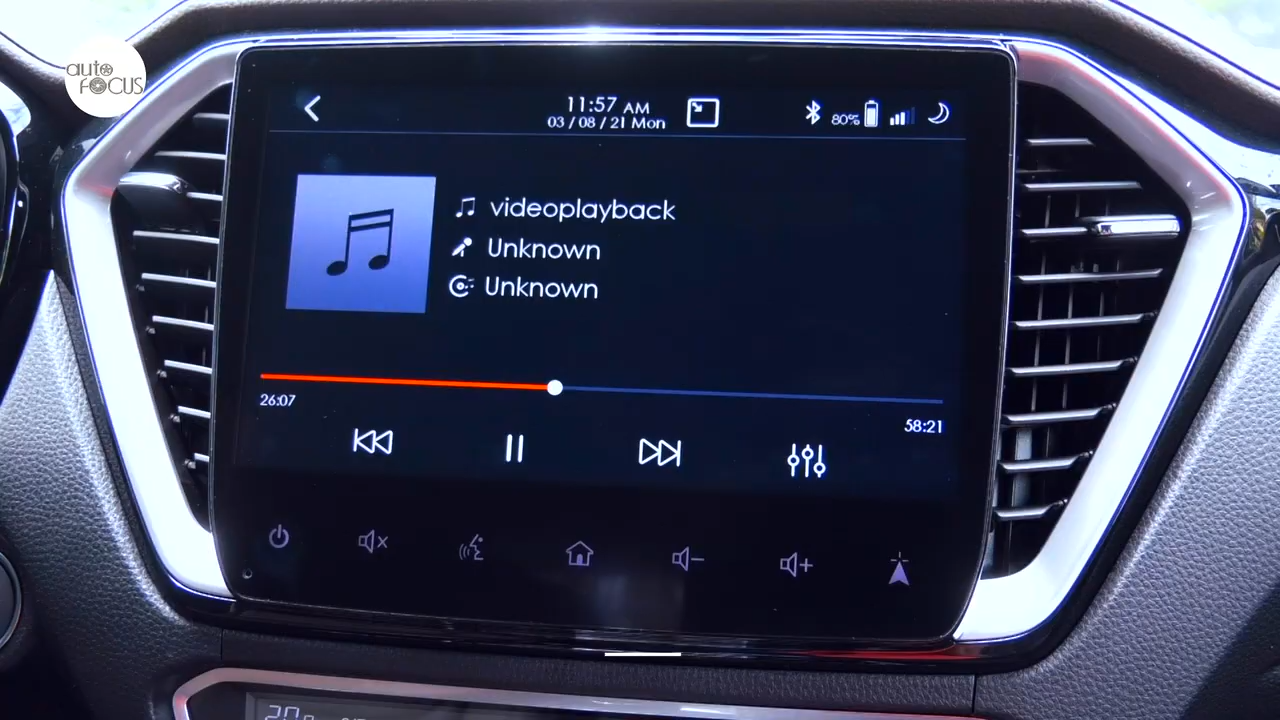 auto
FOCUS
11:57 AM
03 / 08 / 21 Mon
80%
videoplayback
Unknown
Unknown
26:07
58:21